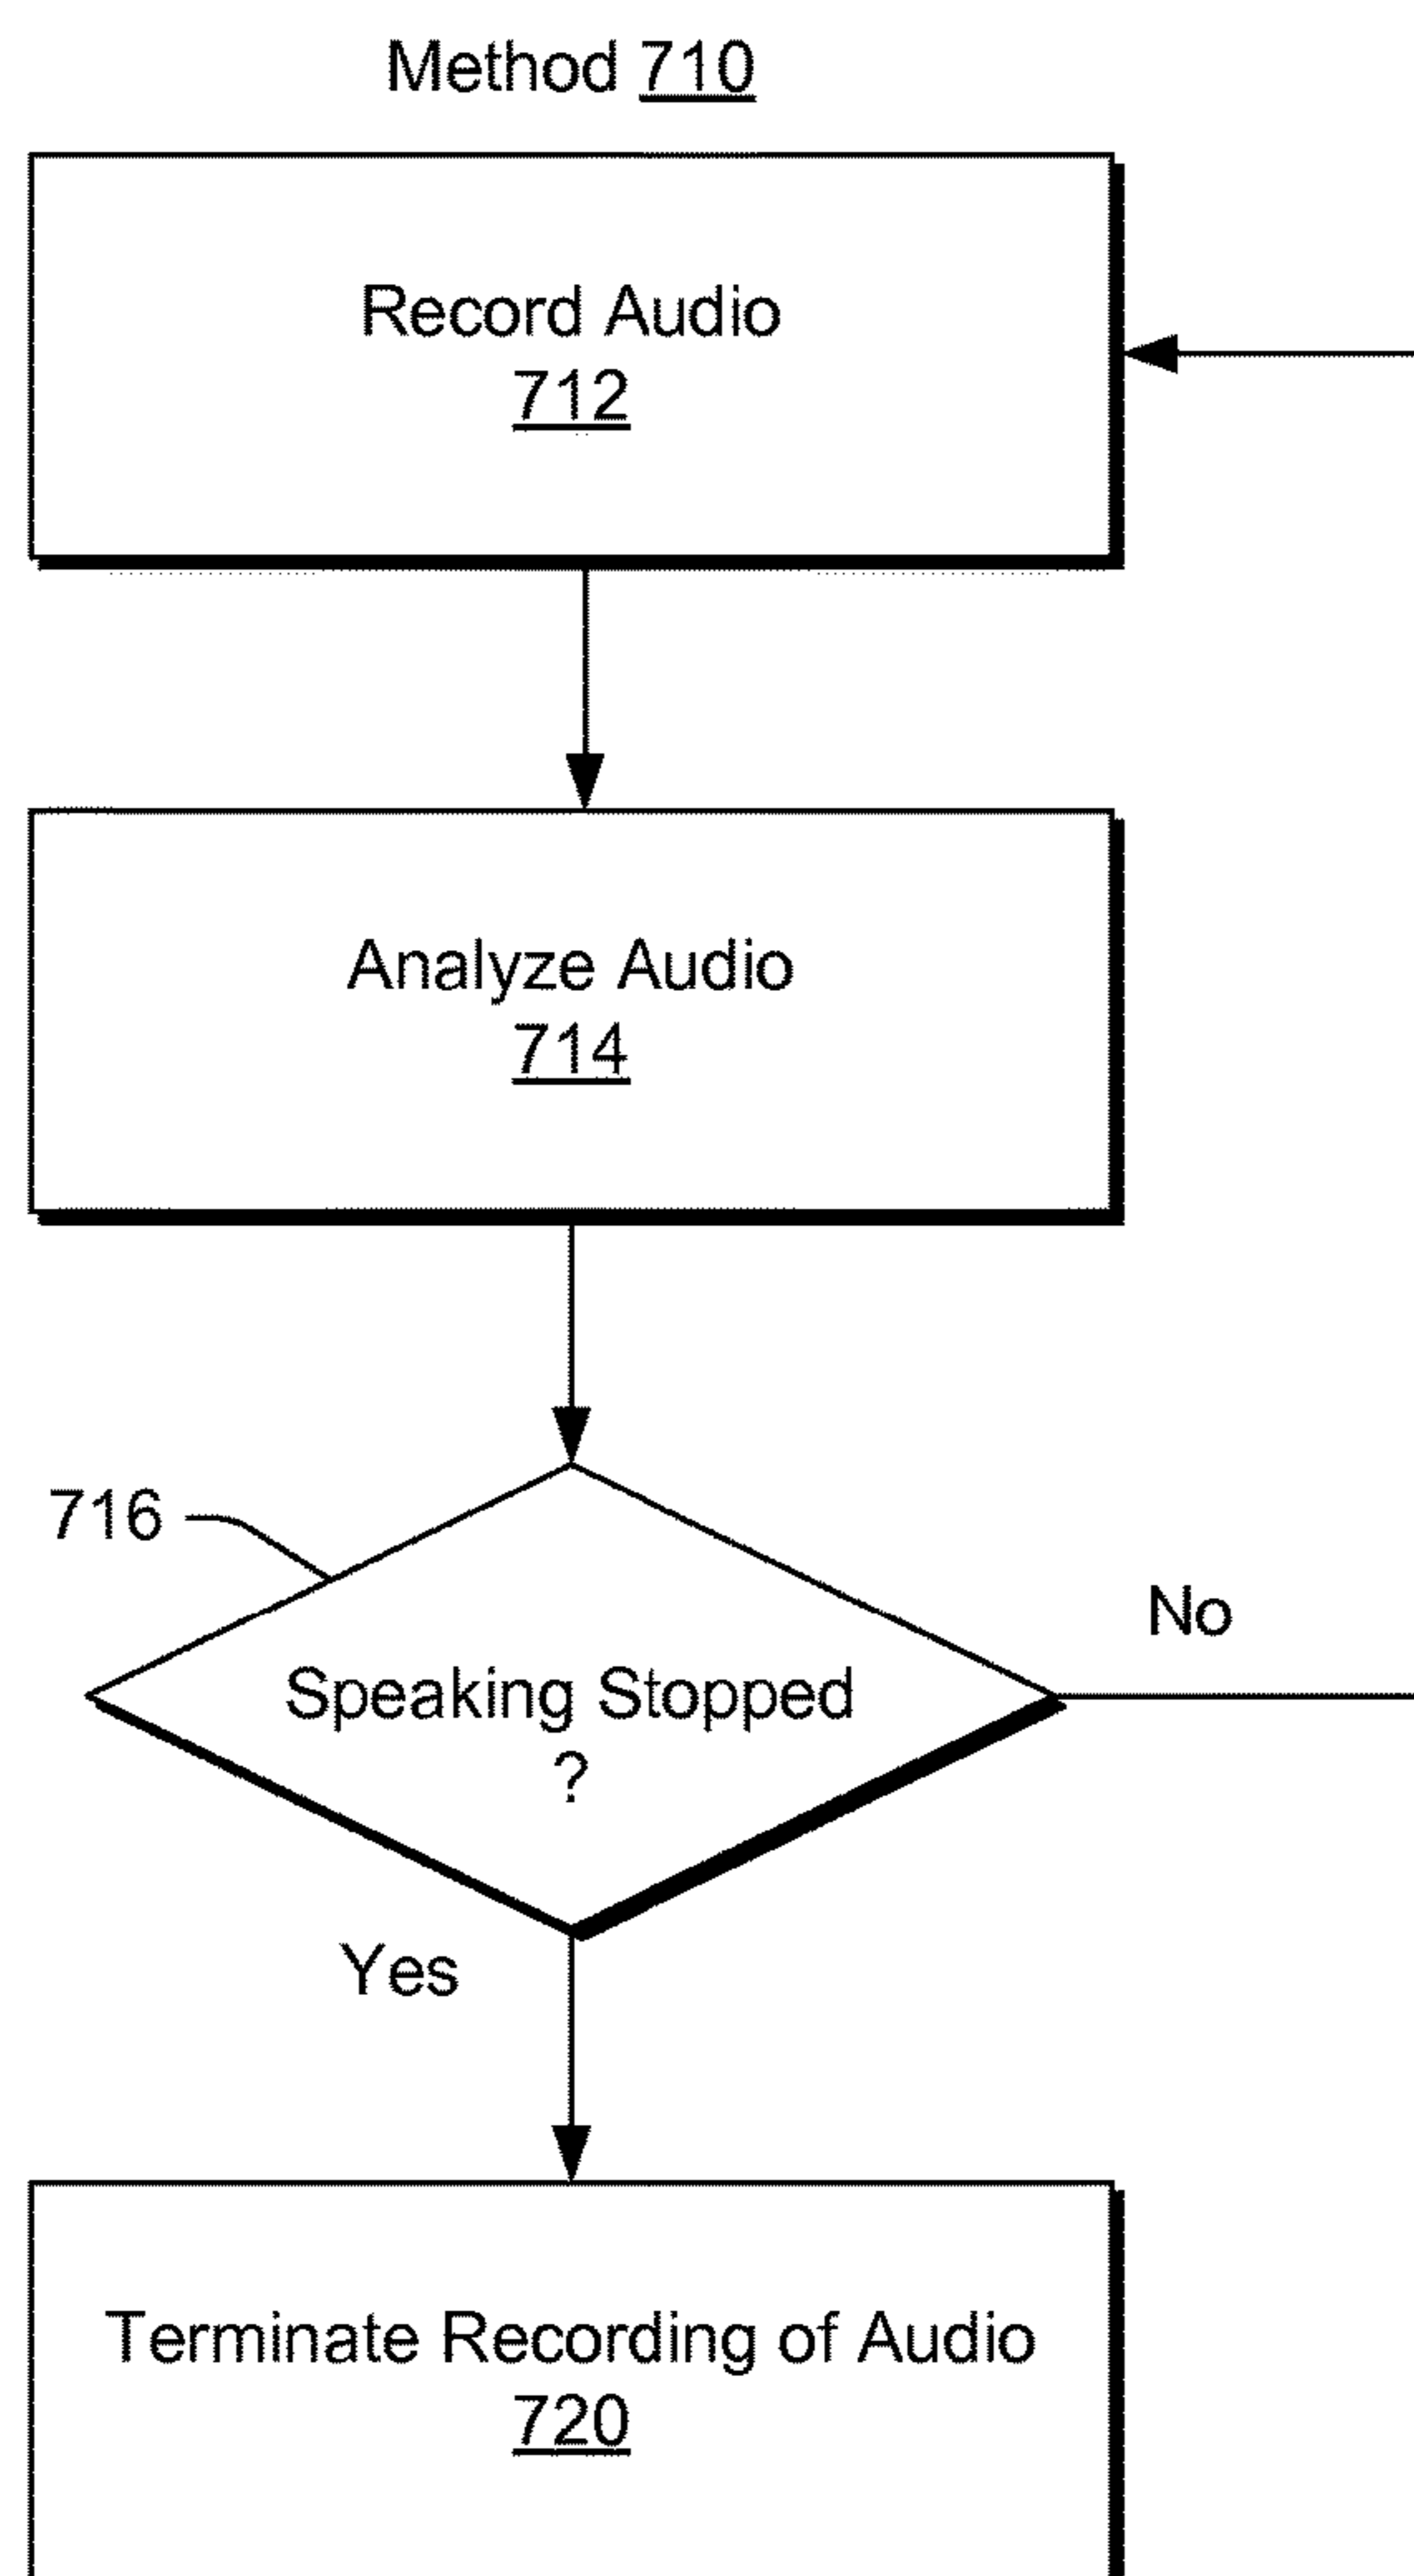 Method 710
Record Audio
712
Analyze Audio
714
716
Speaking Stopped
?
No
Yes
Terminate Recording of Audio
720